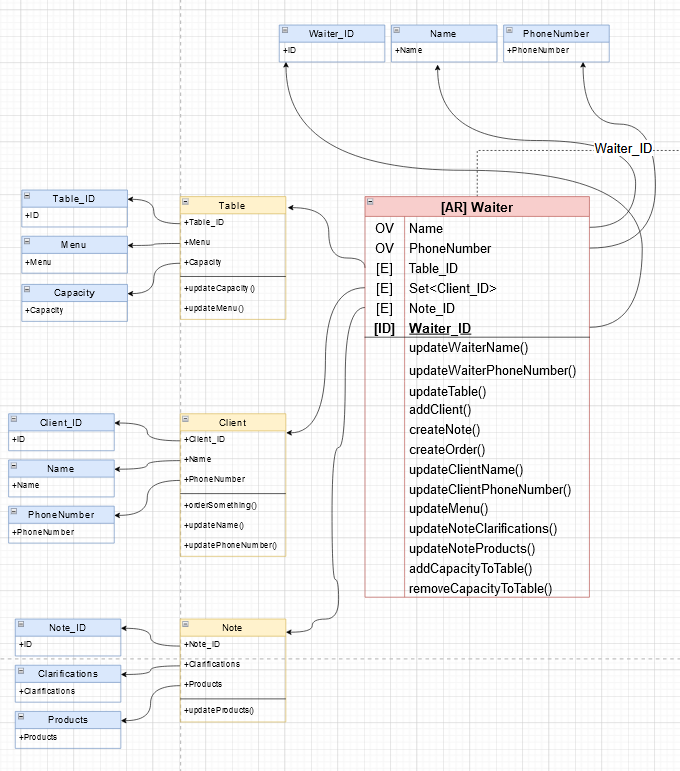 Waiter_ID
+ID
Name
+Name
PhoneNumber
+PhoneNumber
Waiter_ID
Table_ID
+ID
Menu
+Menu
Capacity
+Capacity
Table
+Table_ID
+Menu
+Capacity
+updateCapacity()
+updateMenu()
[AR] Waiter
OV Name
OV PhoneNumber
[E] Table_ID
[E] Set<Client_ID>
[E] Note_ID
[ID] Waiter_ID
updateWaiterName()
updateWaiterPhoneNumber()
updateTable()
addClient()
createNote()
createOrder()
updateClientName()
updateClientPhoneNumber()
updateMenu()
updateNoteClarifications()
updateNoteProducts()
addCapacityToTable()
removeCapacityToTable()
Client_ID
+ID
Name
+Name
PhoneNumber
+PhoneNumber
Client
+Client_ID
+Name
+PhoneNumber
+orderSomething()
+updateName()
+updatePhoneNumber()
Note_ID
+ID
Clarifications
+Clarifications
Products
+Products
Note
+Note_ID
+Clarifications
+Products
+updateProducts()